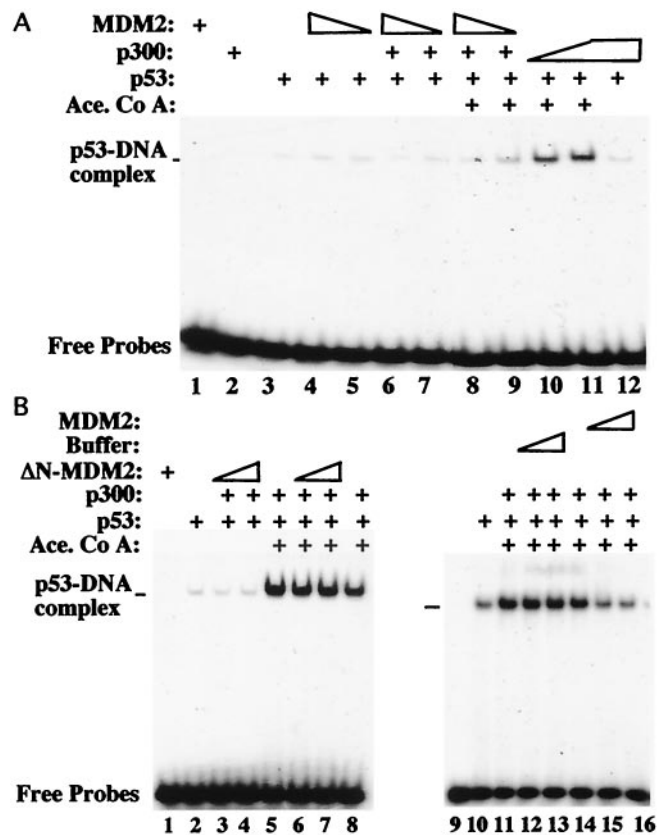 A
MDM2: +
p300: + + + + +
p53: + + + + + + + +
Ace. Co A: + + + +
p53-DNA
complex
Free Probes
1 2 3 4 5 6 7 8 9 10 11 12
B
MDM2:
Buffer:
ΔN-MDM2: +
p300: + + + + + + + + + + + +
p53: + + + + + + + + + + + + + +
Ace. Co A: + + + + + + + + + +
p53-DNA
complex
Free Probes
1 2 3 4 5 6 7 8 9 10 11 12 13 14 15 16